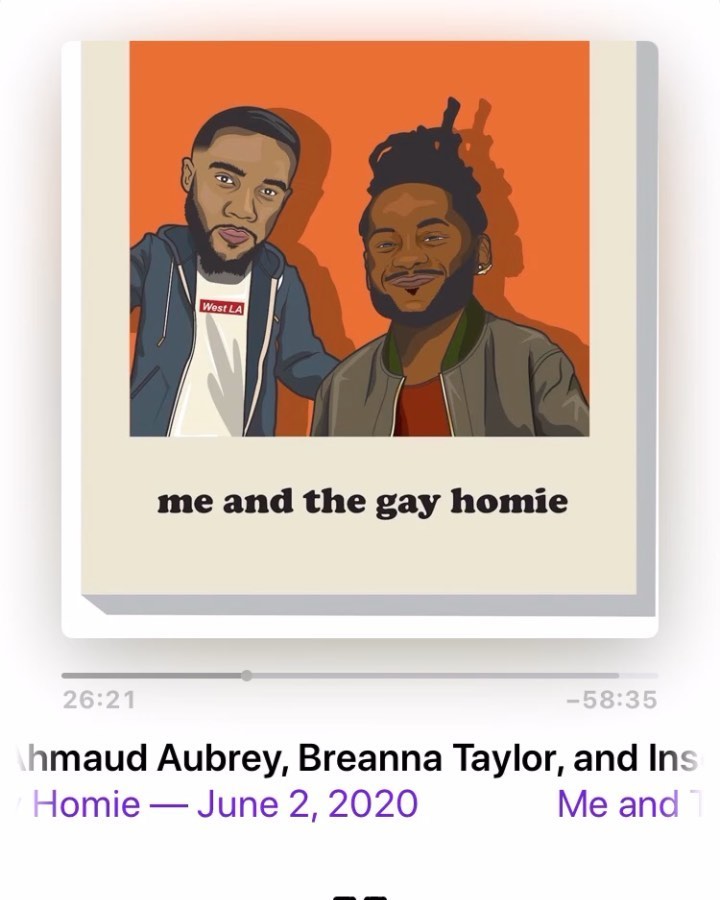 West LA
me and the gay homie
26:21
−58:35
hmaud Aubrey, Breanna Taylor, and Ins
Homie — June 2, 2020 Me and T